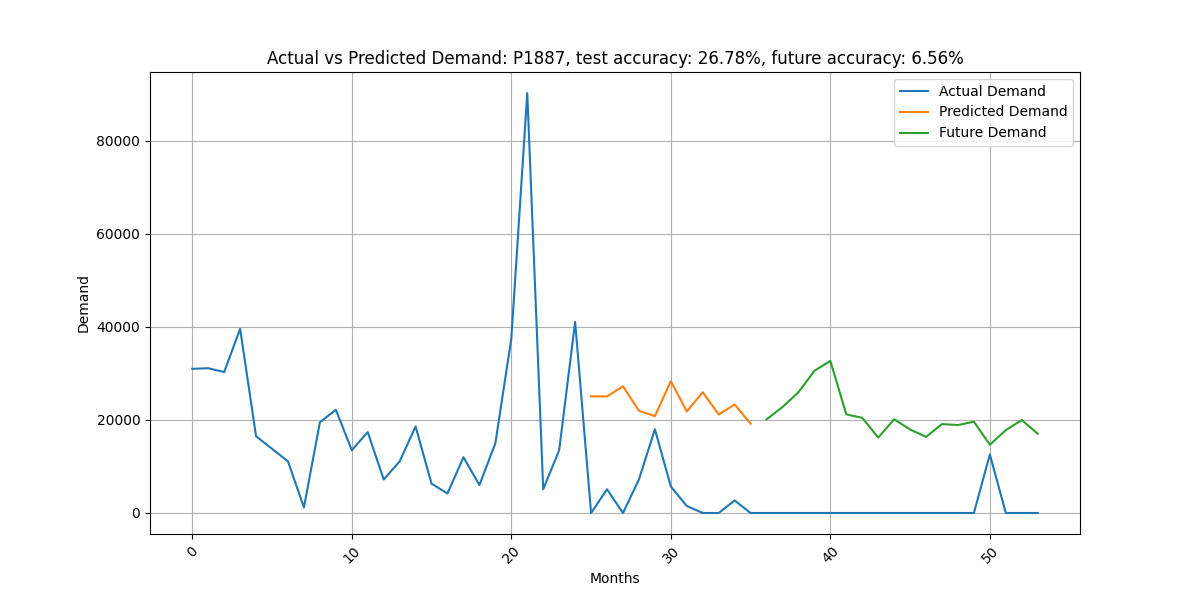 Actual vs Predicted Demand: P1887, test accuracy: 26.78%, future accuracy: 6.56%
Actual Demand
Predicted Demand
Future Demand
80000
60000
40000
20000
0
Demand
0 10 20 30 40 50
Months